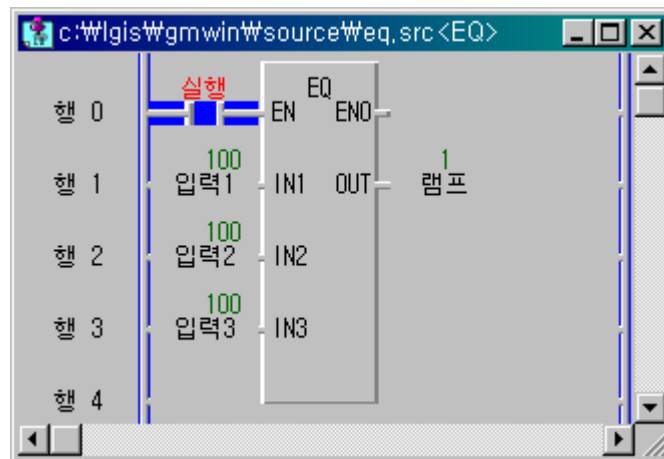 c:₩lgis₩gmwin₩source₩eq.src<EQ>
실행 EQ
행 0 EN ENO
100 1
행 1 입력1 IN1 OUT 램프
100
행 2 입력2 IN2
100
행 3 입력3 IN3
행 4